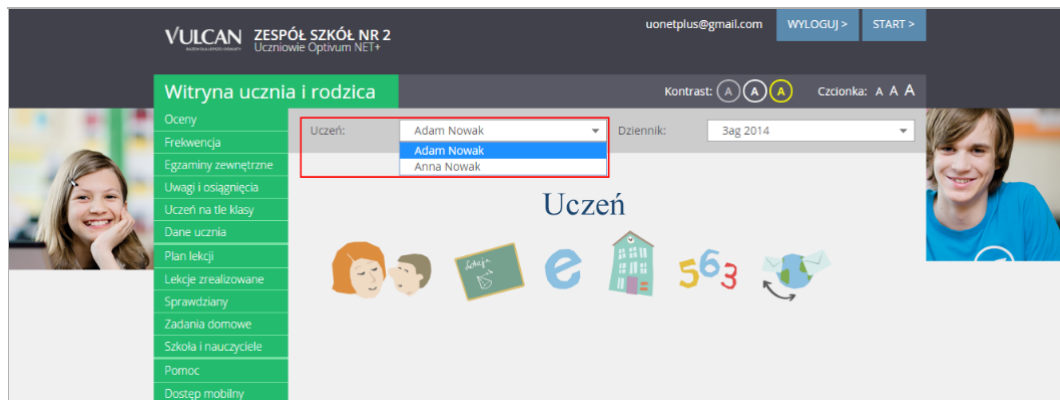 VULCAN
ZESPÓŁ SZKÓŁ NR 2
Uczniowie Optivum NET+
uonetplus@gmail.com
WYLOGUJ >
START >
Witryna ucznia i rodzica
Kontrast: A A A
Czcionka: A A A
Oceny
Frekwencja
Egzaminy zewnętrzne
Uwagi i osiągnięcia
Uczeń na tle klasy
Dane ucznia
Plan lekcji
Lekcje zrealizowane
Sprawdziany
Zadania domowe
Szkoła i nauczyciele
Pomoc
Dostęp mobilny
Uczeń: Adam Nowak
Adam Nowak
Anna Nowak
Dziennik: 3ag 2014
Uczeń
Lekcja
e
563